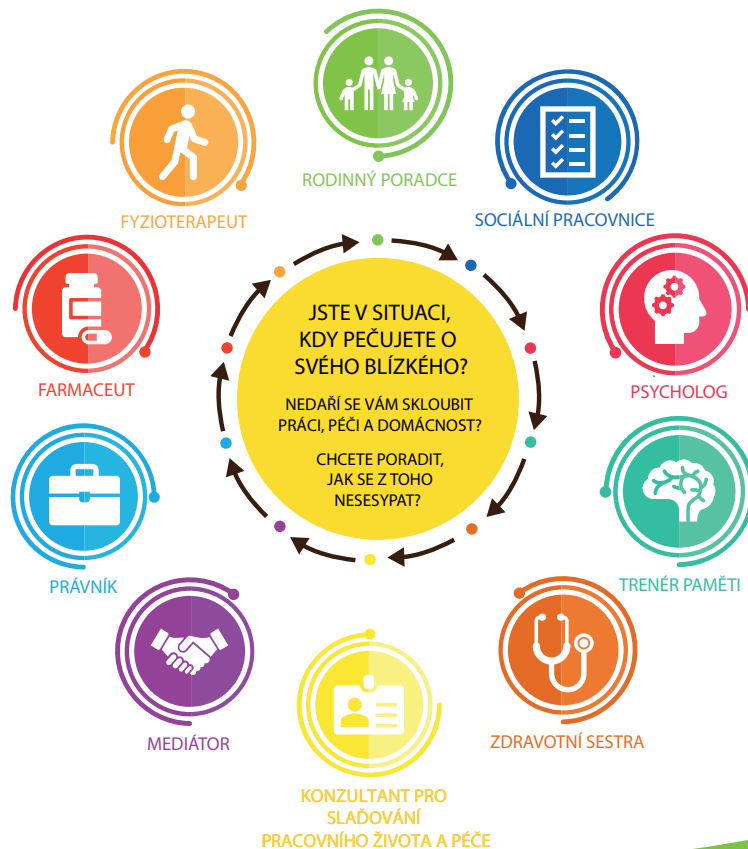 RODINNÝ PORADCE
SOCIÁLNÍ PRACOVNICE
PSYCHOLOG
TRENÉR PAMĚTI
ZDRAVOTNÍ SESTRA
KONZULTANT PRO
SLAĎOVÁNÍ
PRACOVNÍHO ŽIVOTA A PÉČE
MEDIÁTOR
PRÁVNÍK
FARMACEUT
FYZIOTERAPEUT
JSTE V SITUACI,
KDY PEČUJETE O
SVÉHO BLÍZKÉHO?
NEDAŘÍ SE VÁM SKLOUBIT
PRÁCI, PÉČI A DOMÁCNOST?
CHCETE PORADIT,
JAK SE Z TOHO
NESESYPAT?